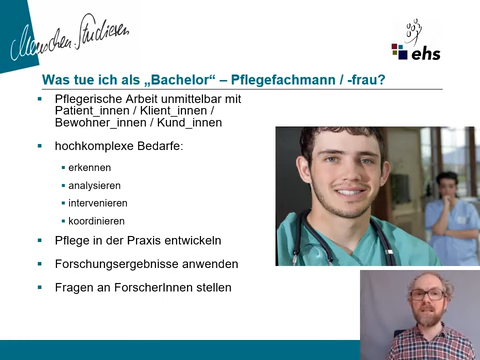 Menschen. Studieren
ehs
Was tue ich als „Bachelor“ – Pflegefachmann / -frau?
Pflegerische Arbeit unmittelbar mit
Patient_innen / Klient_innen /
Bewohner_innen / Kund_innen
hochkomplexe Bedarfe:
erkennen
analysieren
intervenieren
koordinieren
Pflege in der Praxis entwickeln
Forschungsergebnisse anwenden
Fragen an ForscherInnen stellen